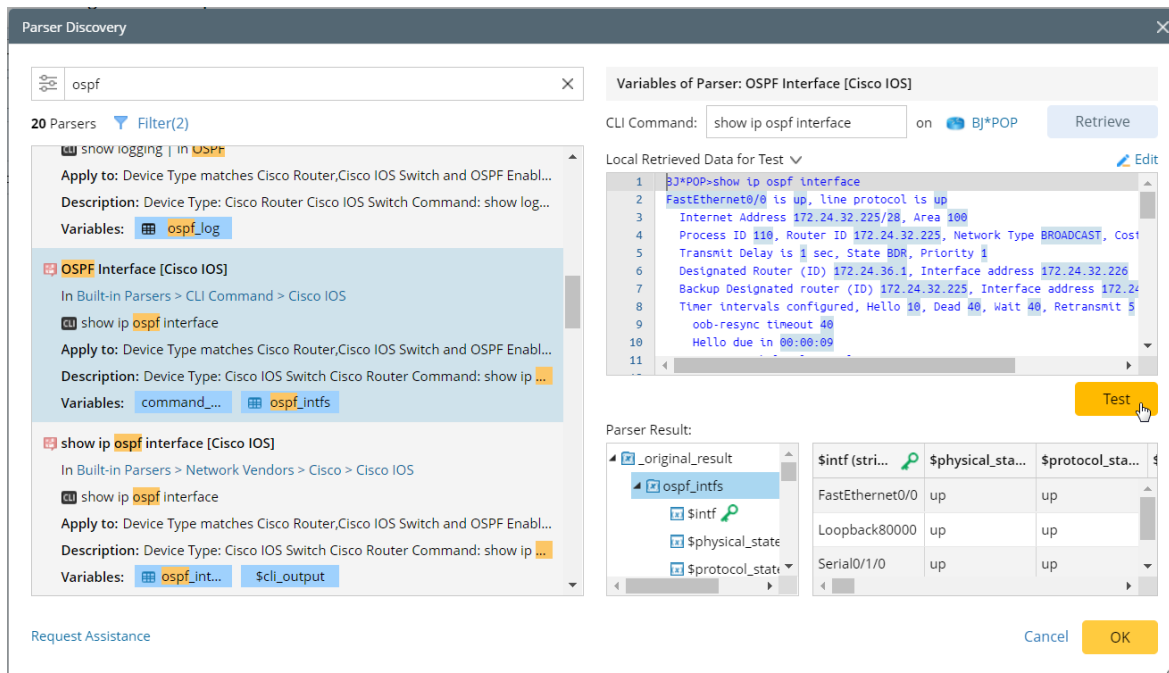 Parser Discovery
ospf
20 Parsers Filter(2)
show logging | in OSPF
Apply to: Device Type matches Cisco Router,Cisco IOS Switch and OSPF Enabl...
Description: Device Type: Cisco Router Cisco IOS Switch Command: show log...
Variables: ospf_log
OSPF Interface [Cisco IOS]
In Built-in Parsers > CLI Command > Cisco IOS
CLI show ip ospf interface
Apply to: Device Type matches Cisco Router,Cisco IOS Switch and OSPF Enabl...
Description: Device Type: Cisco IOS Switch Cisco Router Command: show ip ...
Variables: command_... ospf_intfs
show ip ospf interface [Cisco IOS]
In Built-in Parsers > Network Vendors > Cisco > Cisco IOS
CLI show ip ospf interface
Apply to: Device Type matches Cisco Router,Cisco IOS Switch and OSPF Enabl...
Description: Device Type: Cisco IOS Switch Cisco Router Command: show ip ...
Variables: ospf_int... $cli_output
Request Assistance
Variables of Parser: OSPF Interface [Cisco IOS]
CLI Command: show ip ospf interface on BJ*POP Retrieve
Local Retrieved Data for Test Edit
1 BJ*POP>show ip ospf interface
2 FastEthernet0/0 is up, line protocol is up
3 Internet Address 172.24.32.225/28, Area 100
4 Process ID 110, Router ID 172.24.32.225, Network Type BROADCAST, Cost
5 Transmit Delay is 1 sec, State BDR, Priority 1
6 Designated Router (ID) 172.24.36.1, Interface address 172.24.32.226
7 Backup Designated router (ID) 172.24.32.225, Interface address 172.24
8 Timer intervals configured, Hello 10, Dead 40, Wait 40, Retransmit 5
9 oob-resync timeout 40
10 Hello due in 00:00:09
11
Test
Parser Result:
_original_result
ospf_intfs
$intf
$physical_state
$protocol_state
$intf (stri... $physical_sta... $protocol_sta... $
FastEthernet0/0 up up
Loopback80000 up up
Serial0/1/0 up up
Cancel OK